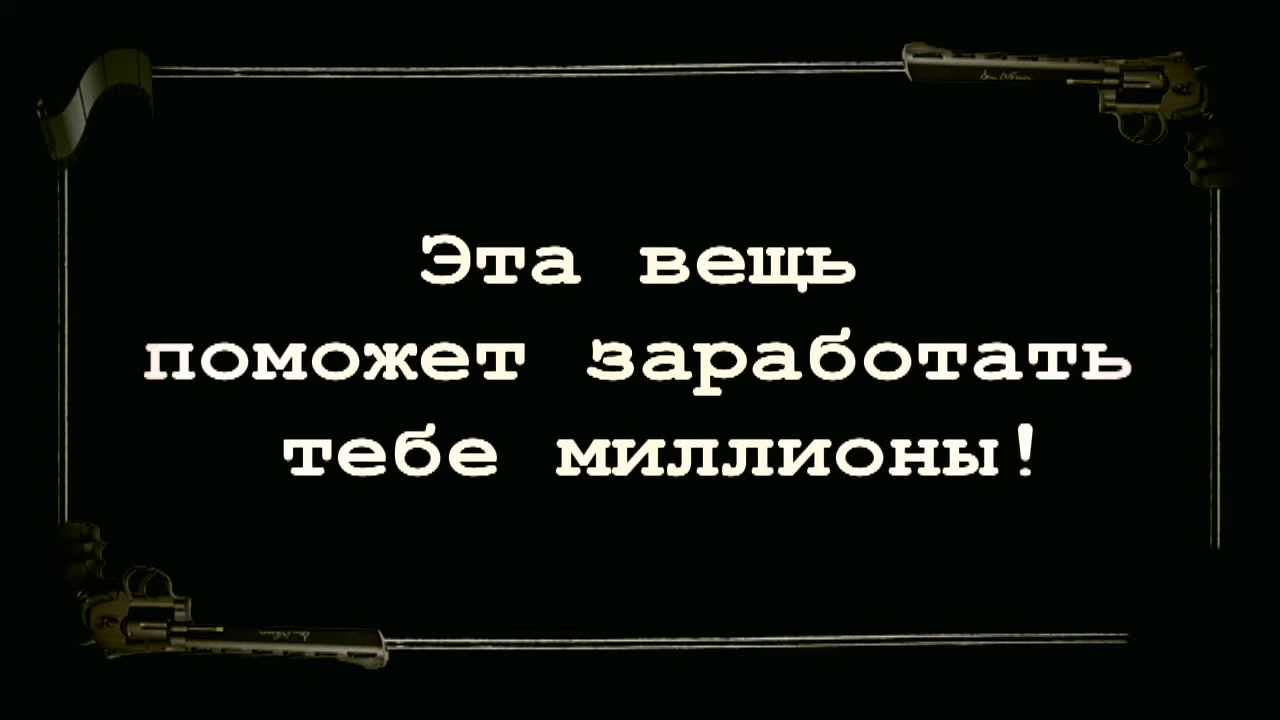 Эта вещь
поможет заработать
тебе миллионы!